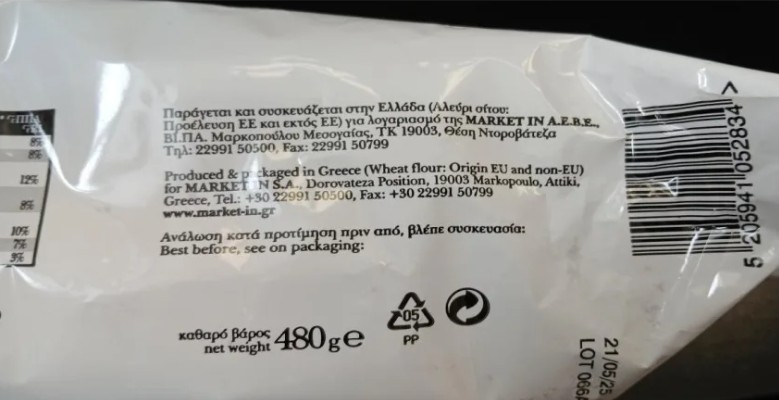 8%
8%
12%
8%
10%
7%
3%
Παράγεται και συσκευάζεται στην Ελλάδα (Αλεύρι σίτου:
Προέλευση ΕΕ και εκτός ΕΕ) για λογαριασμό της MARKET IN A.E.B.E.,
ΒΙ.ΠΑ. Μαρκοπούλου Μεσογαίας, ΤΚ 19003, Θέση Ντοροβάτεζα
Τηλ: 22991 50500, Fax: 22991 50799
Produced & packaged in Greece (Wheat flour: Origin EU and non-EU)
for MARKET IN S.A., Dorovateza Position, 19003 Markopoulo, Attiki,
Greece, Tel.: +30 22991 50500, Fax: +30 22991 50799
www.market-in.gr
Ανάλωση κατά προτίμηση πριν από, βλέπε συσκευασία:
Best before, see on packaging:
καθαρό βάρος
net weight 480g e
05
PP
5 205941 052834 >
21/05/25
LOT 066